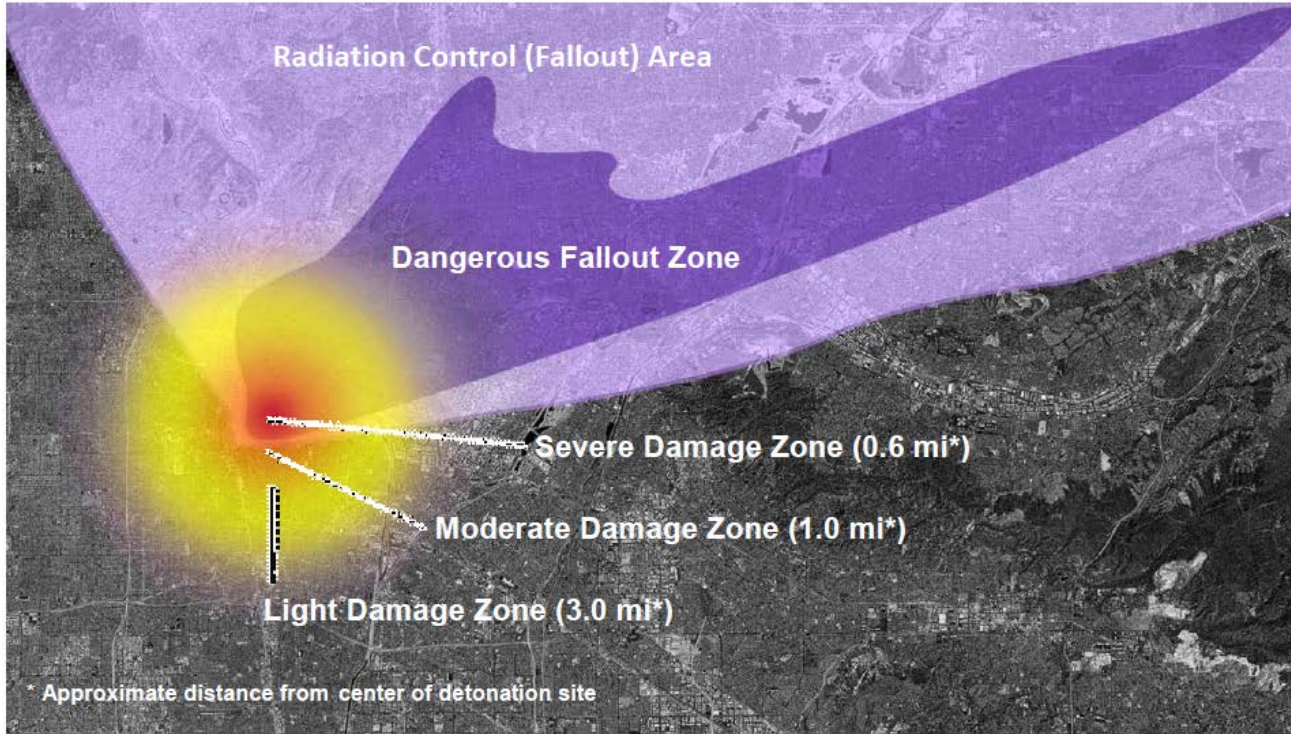 Radiation Control (Fallout) Area
Dangerous Fallout Zone
Severe Damage Zone (0.6 mi*)
Moderate Damage Zone (1.0 mi*)
Light Damage Zone (3.0 mi*)
* Approximate distance from center of detonation site